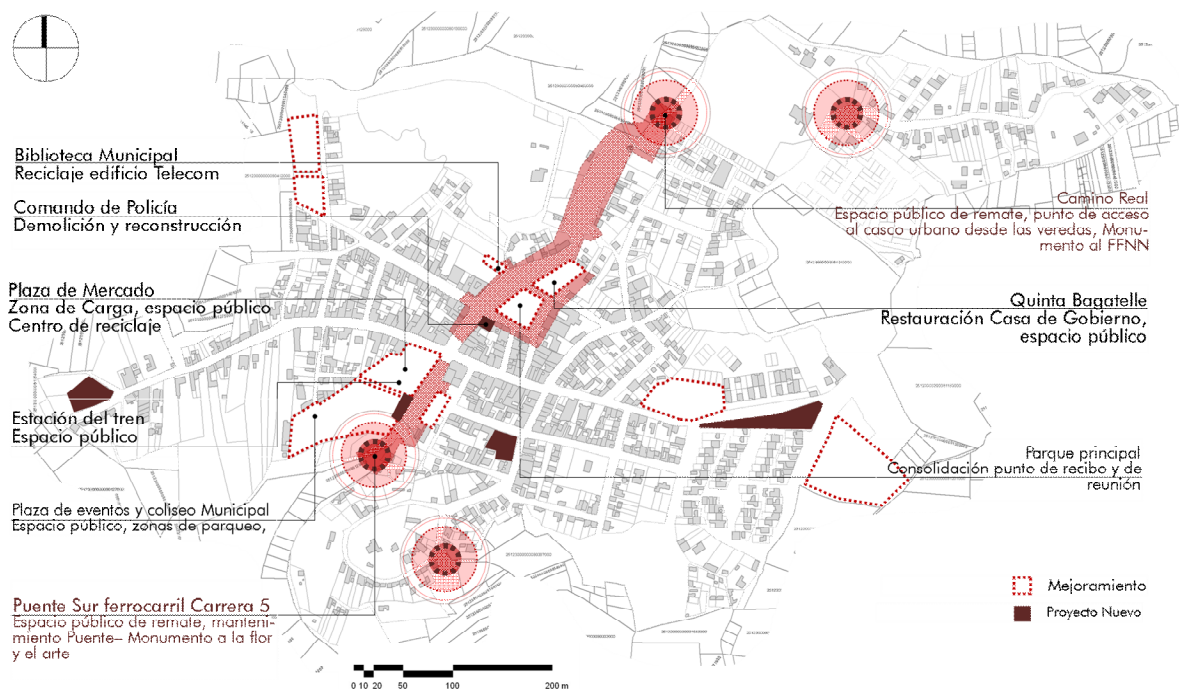 Biblioteca Municipal
Reciclaje edificio Telecom
Comando de Policía
Demolición y reconstrucción
Plaza de Mercado
Zona de Carga, espacio público
Centro de reciclaje
Estación del tren
Espacio público
Plaza de eventos y coliseo Municipal
Espacio público, zonas de parqueo,
Puente Sur ferrocarril Carrera 5
Espacio público de remate, manteni-
miento Puente– Monumento a la flor
y el arte
Camino Real
Espacio público de remate, punto de acceso
al casco urbano desde las veredas, Monu-
mento al FFNN
Quinta Bagatelle
Restauración Casa de Gobierno,
espacio público
Parque principal
Consolidación punto de recibo y de
reunión
Mejoramiento
Proyecto Nuevo
0 10 20 50 100 200 m